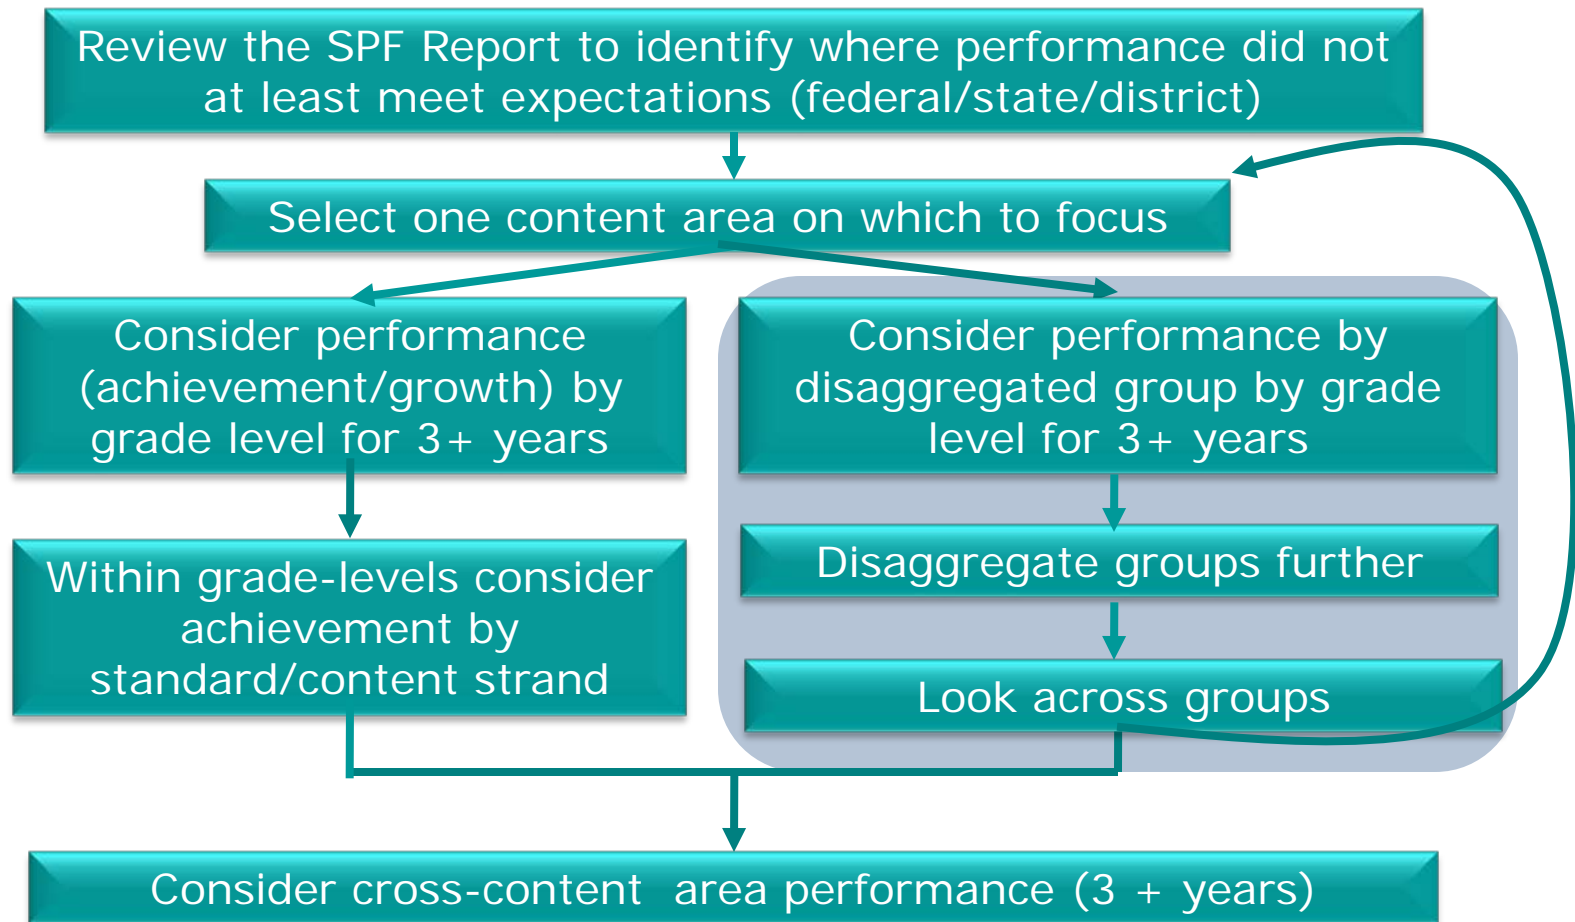 Review the SPF Report to identify where performance did not
at least meet expectations (federal/state/district)
Select one content area on which to focus
Consider performance
(achievement/growth) by
grade level for 3+ years
Consider performance by
disaggregated group by grade
level for 3+ years
Within grade-levels consider
achievement by
standard/content strand
Disaggregate groups further
Look across groups
Consider cross-content area performance (3 + years)